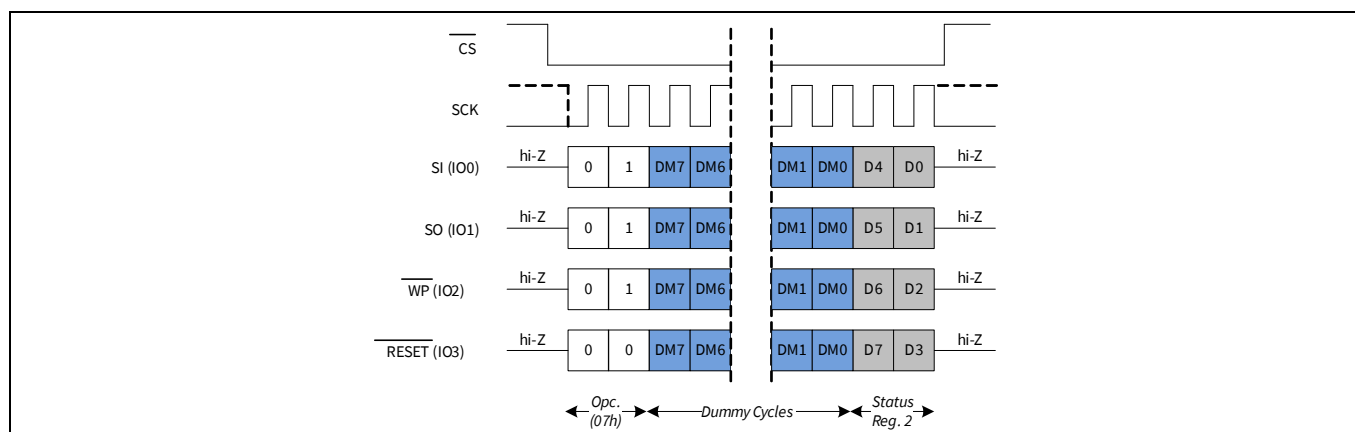 CS
SCK
SI (IO0) hi-Z 0 1 DM7 DM6 DM1 DM0 D4 D0 hi-Z
SO (IO1) hi-Z 0 1 DM7 DM6 DM1 DM0 D5 D1 hi-Z
WP (IO2) hi-Z 0 1 DM7 DM6 DM1 DM0 D6 D2 hi-Z
RESET (IO3) hi-Z 0 0 DM7 DM6 DM1 DM0 D7 D3 hi-Z
Opc.
(07h)
Dummy Cycles
Status
Reg. 2